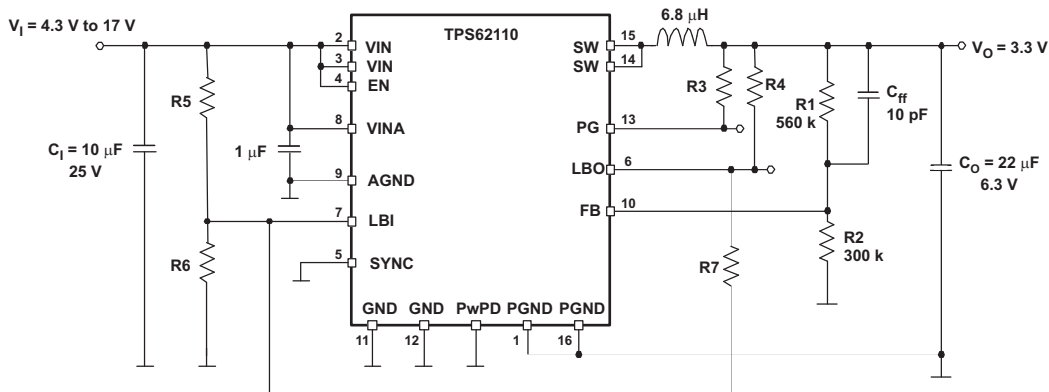 V_I = 4.3 V to 17 V
TPS62110
6.8 μH
V_O = 3.3 V
2 VIN
3 VIN
4 EN
SW 15
SW 14
R5
R3
R4
R1
560 k
C_ff
10 pF
8 VINA
PG 13
C_I = 10 μF
25 V
1 μF
9 AGND
LBO 6
C_O = 22 μF
6.3 V
7 LBI
FB 10
R6
5 SYNC
R7
R2
300 k
GND GND PwPD PGND PGND
11 12 1 16